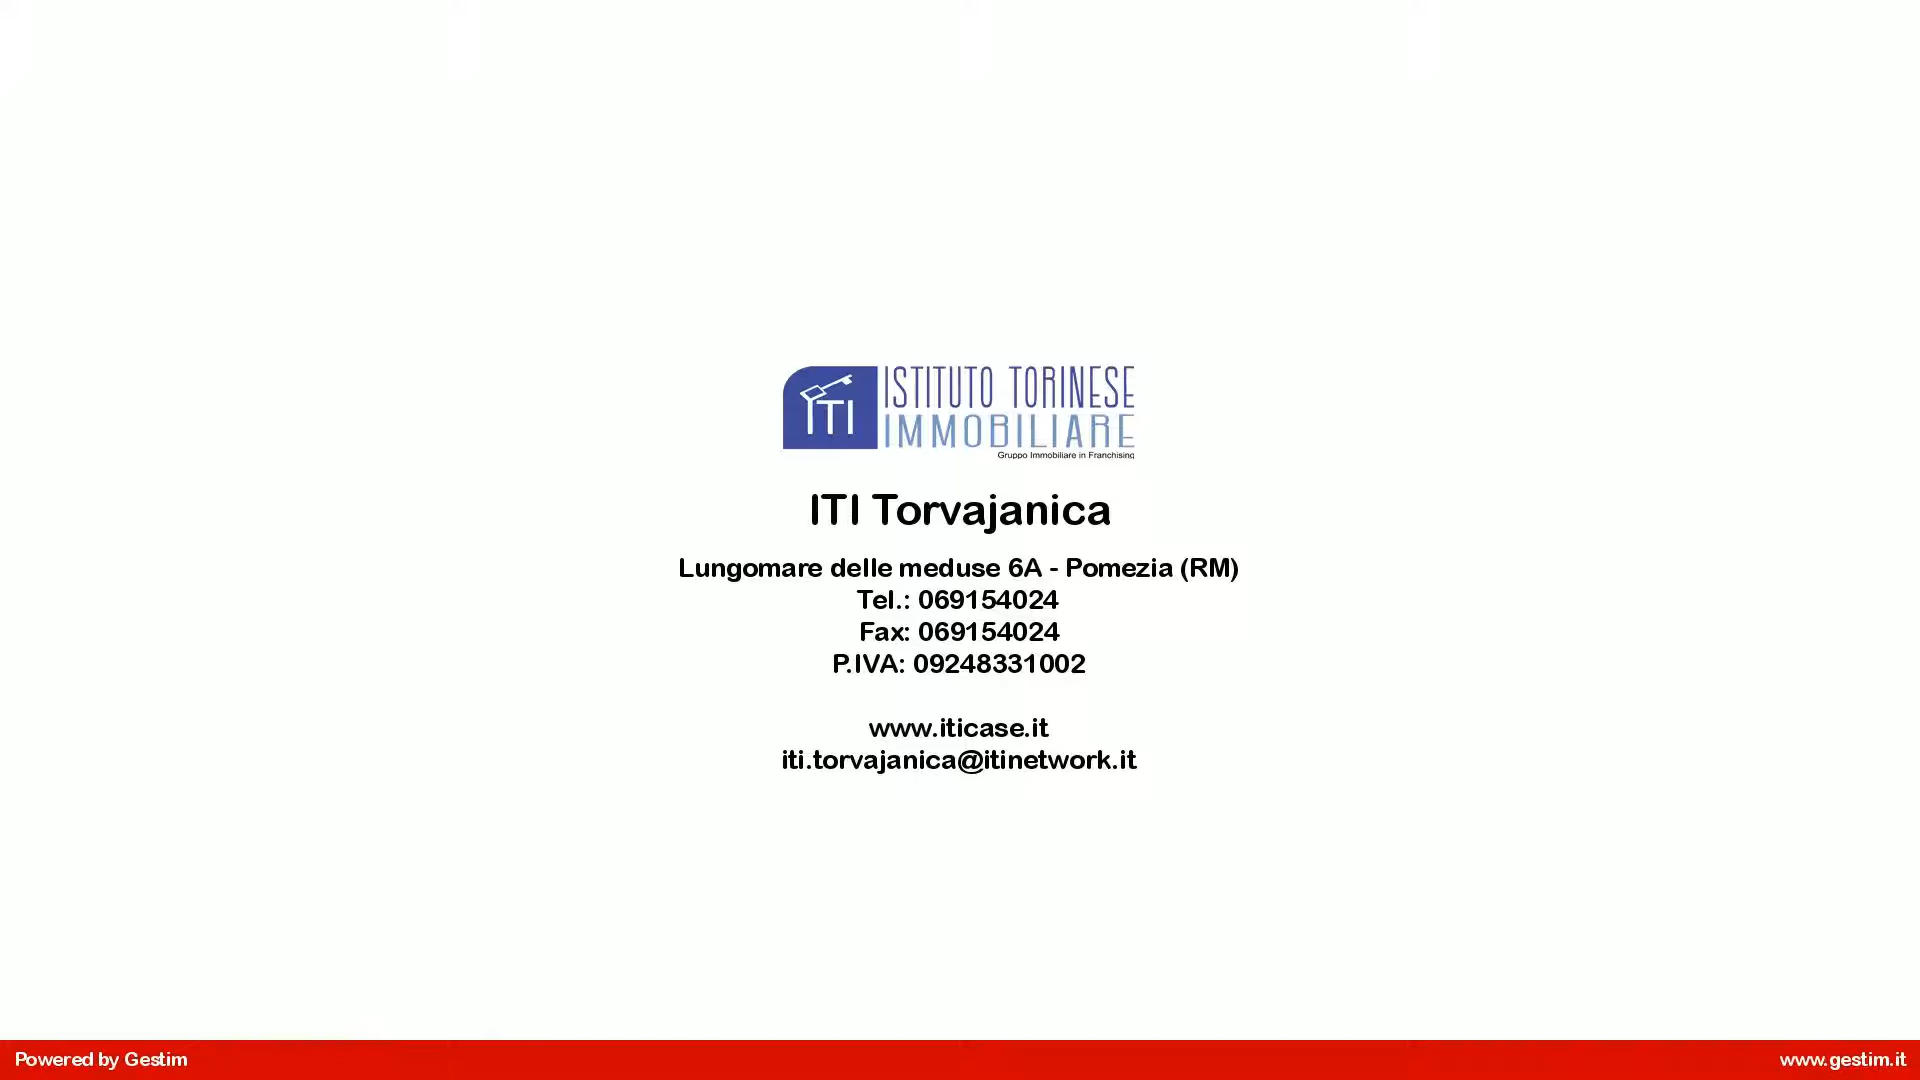 ITI
ISTITUTO TORINESE
IMMOBILIARE
Gruppo Immobiliare in Franchising
ITI Torvajanica
Lungomare delle meduse 6A - Pomezia (RM)
Tel.: 069154024
Fax: 069154024
P.IVA: 09248331002
www.iticase.it
iti.torvajanica@itinetwork.it
Powered by Gestim
www.gestim.it